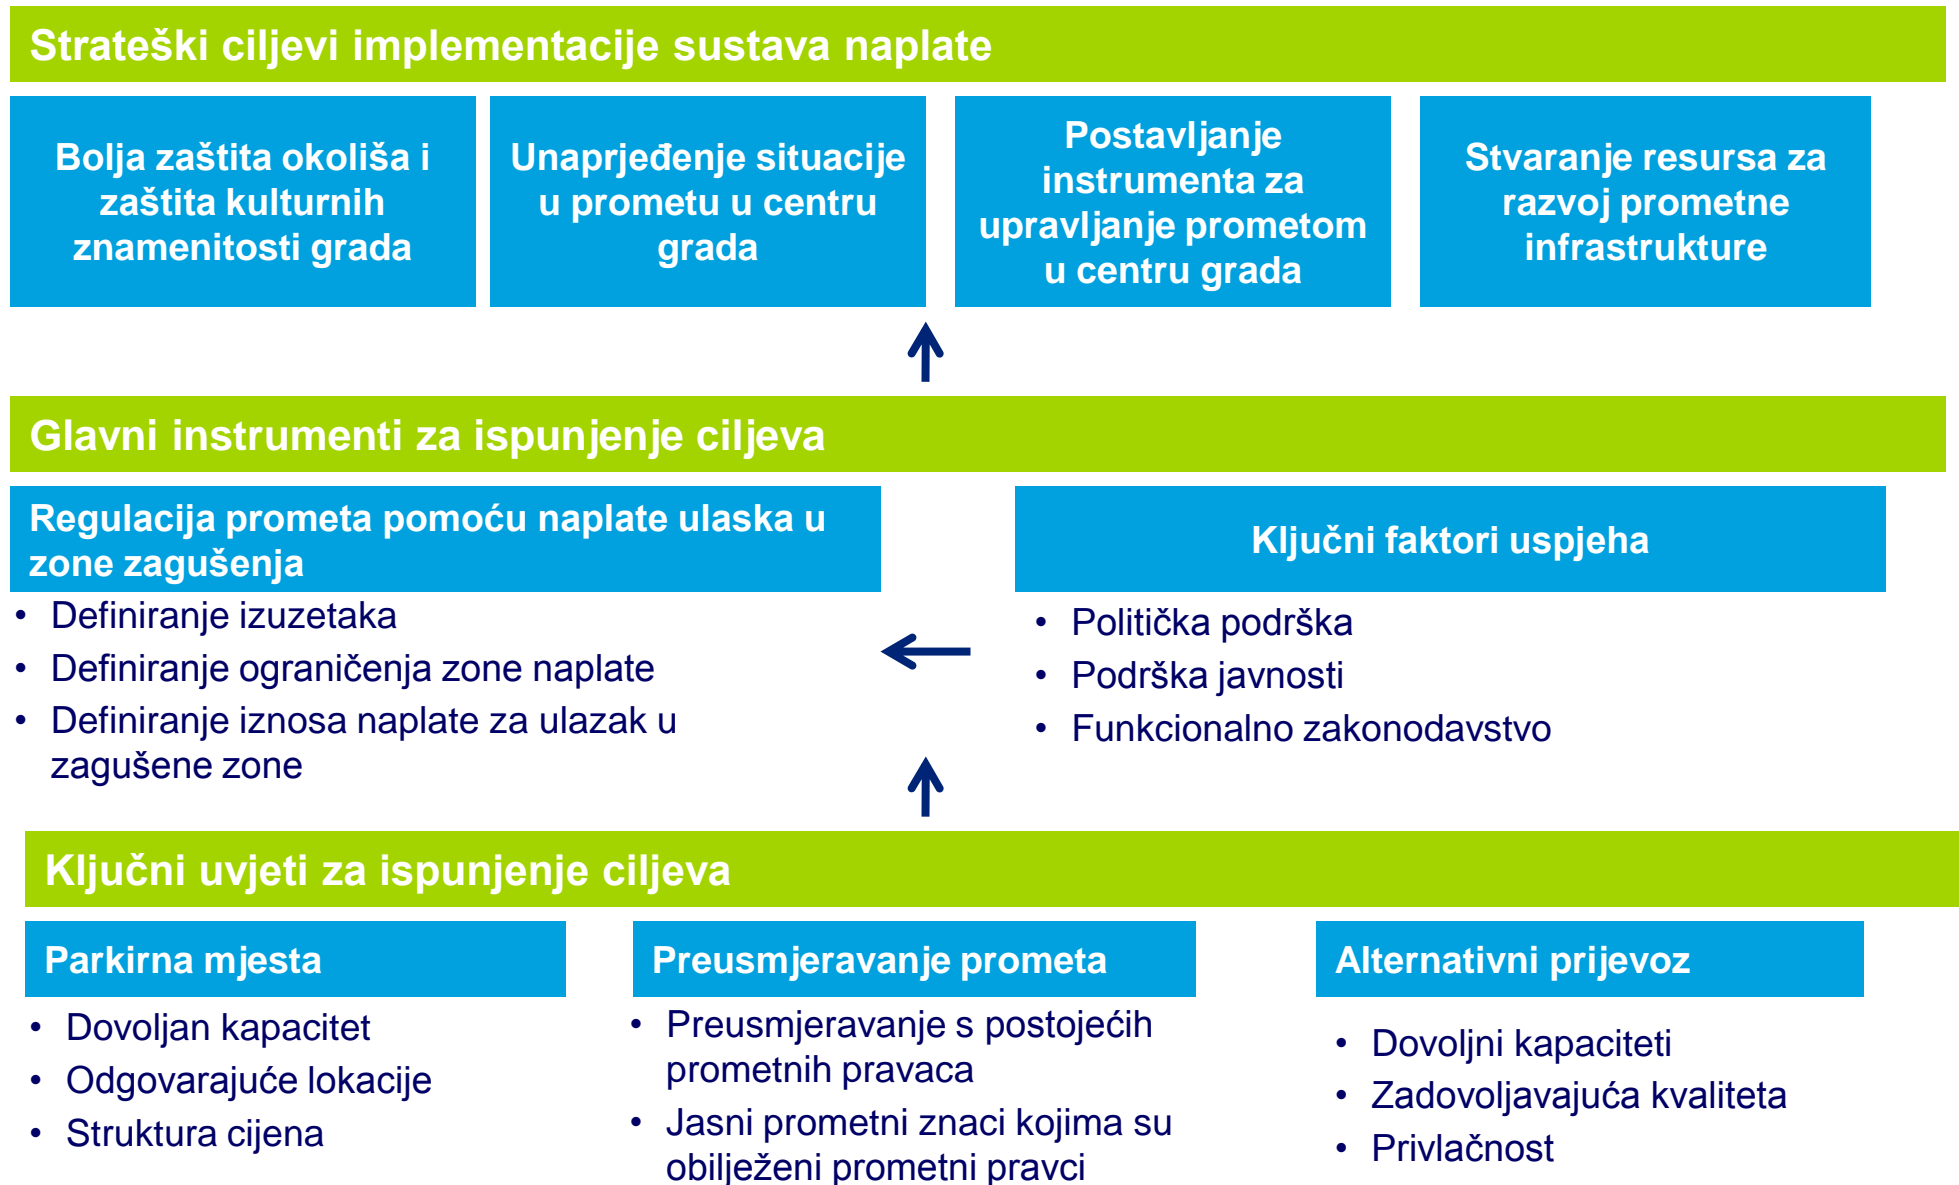 Strateški ciljevi implementacije sustava naplate
Bolja zaštita okoliša i
zaštita kulturnih
znamenitosti grada
Unaprjeđenje situacije
u prometu u centru
grada
Postavljanje
instrumenta za
upravljanje prometom
u centru grada
Stvaranje resursa za
razvoj prometne
infrastrukture
Glavni instrumenti za ispunjenje ciljeva
Regulacija prometa pomoću naplate ulaska u
zone zagušenja
• Definiranje izuzetaka
• Definiranje ograničenja zone naplate
• Definiranje iznosa naplate za ulazak u
zagušene zone
Ključni faktori uspjeha
• Politička podrška
• Podrška javnosti
• Funkcionalno zakonodavstvo
Ključni uvjeti za ispunjenje ciljeva
Parkirna mjesta
• Dovoljan kapacitet
• Odgovarajuće lokacije
• Struktura cijena
Preusmjeravanje prometa
• Preusmjeravanje s postojećih
prometnih pravaca
• Jasni prometni znaci kojima su
obilježeni prometni pravci
Alternativni prijevoz
• Dovoljni kapaciteti
• Zadovoljavajuća kvaliteta
• Privlačnost